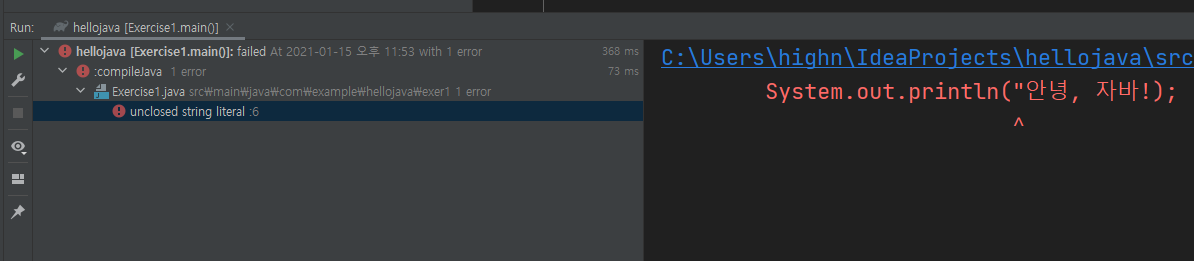 Run: hellojava [Exercise1.main()] ×
hellojava [Exercise1.main()]: failed At 2021-01-15 오후 11:53 with 1 error 368 ms
:compileJava 1 error 73 ms
Exercise1.java src₩main₩java₩com₩example₩hellojava₩exer1 1 error
unclosed string literal :6
C:\Users\highn\IdeaProjects\hellojava\src
System.out.println("안녕, 자바!);
^